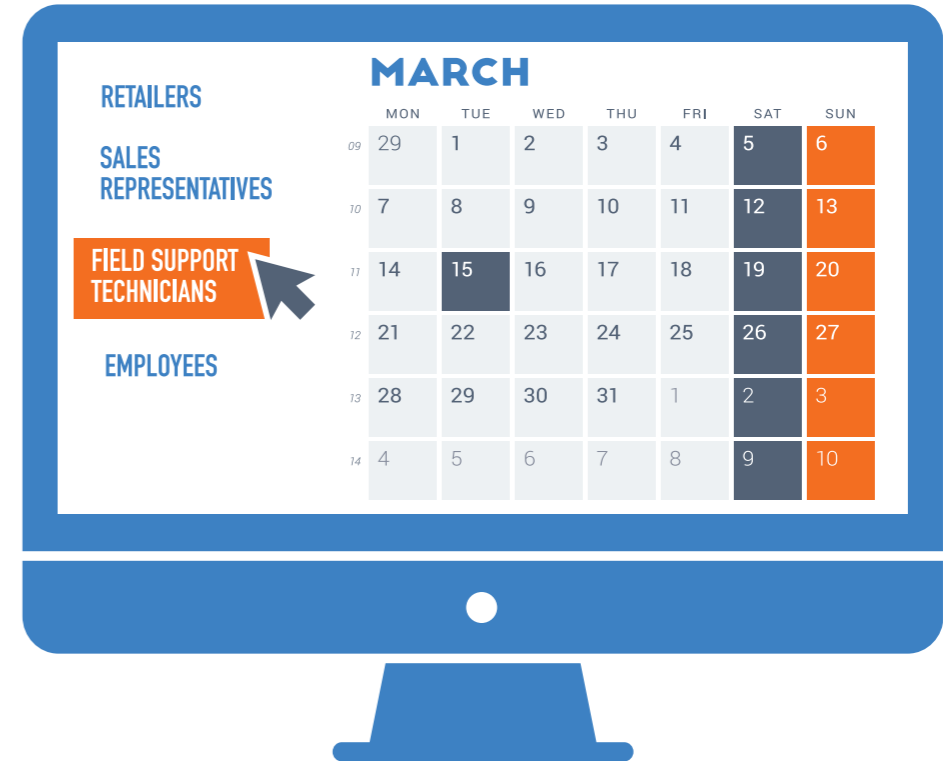 RETAILERS
SALES
REPRESENTATIVES
FIELD SUPPORT
TECHNICIANS
EMPLOYEES
MARCH
MON TUE WED THU FRI SAT SUN
09 29 1 2 3 4 5 6
10 7 8 9 10 11 12 13
11 14 15 16 17 18 19 20
12 21 22 23 24 25 26 27
13 28 29 30 31 1 2 3
14 4 5 6 7 8 9 10